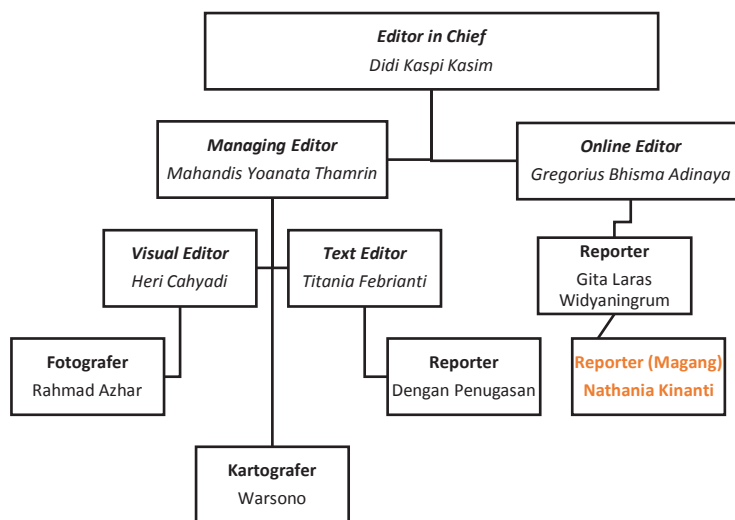 Editor in Chief
Didi Kaspi Kasim
Managing Editor
Mahandis Yoanata Thamrin
Online Editor
Gregorius Bhisma Adinaya
Visual Editor
Heri Cahyadi
Text Editor
Titania Febrianti
Reporter
Gita Laras
Widyaningrum
Fotografer
Rahmad Azhar
Reporter
Dengan Penugasan
Reporter (Magang)
Nathania Kinanti
Kartografer
Warsono